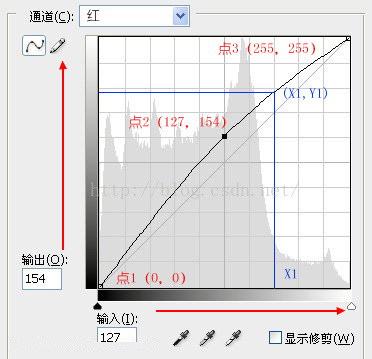 通道(C): 红
点3 (255, 255)
(X1,Y1)
点2 (127, 154)
http://blog.csdn.net/
输出(O):
154
点1 (0, 0)
X1
输入(I):
127
显示修剪(W)